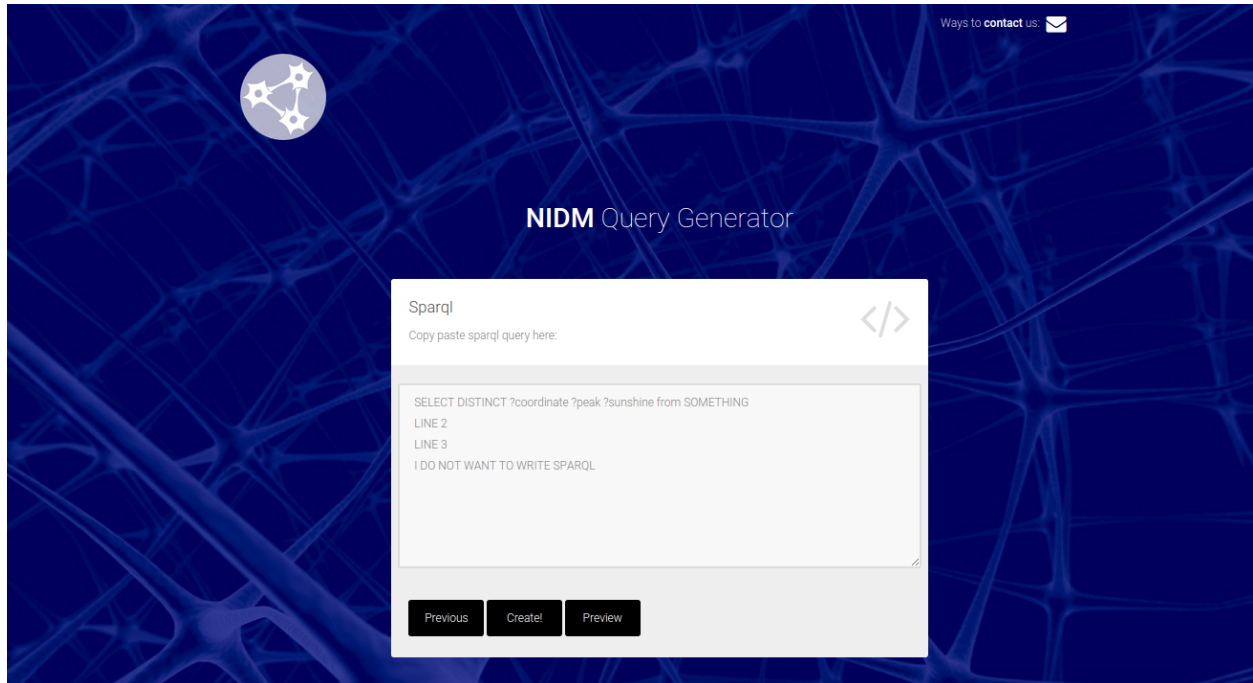 Ways to contact us:
NIDM Query Generator
Sparql
Copy paste sparql query here:
SELECT DISTINCT ?coordinate ?peak ?sunshine from SOMETHING
LINE 2
LINE 3
I DO NOT WANT TO WRITE SPARQL
Previous Create! Preview